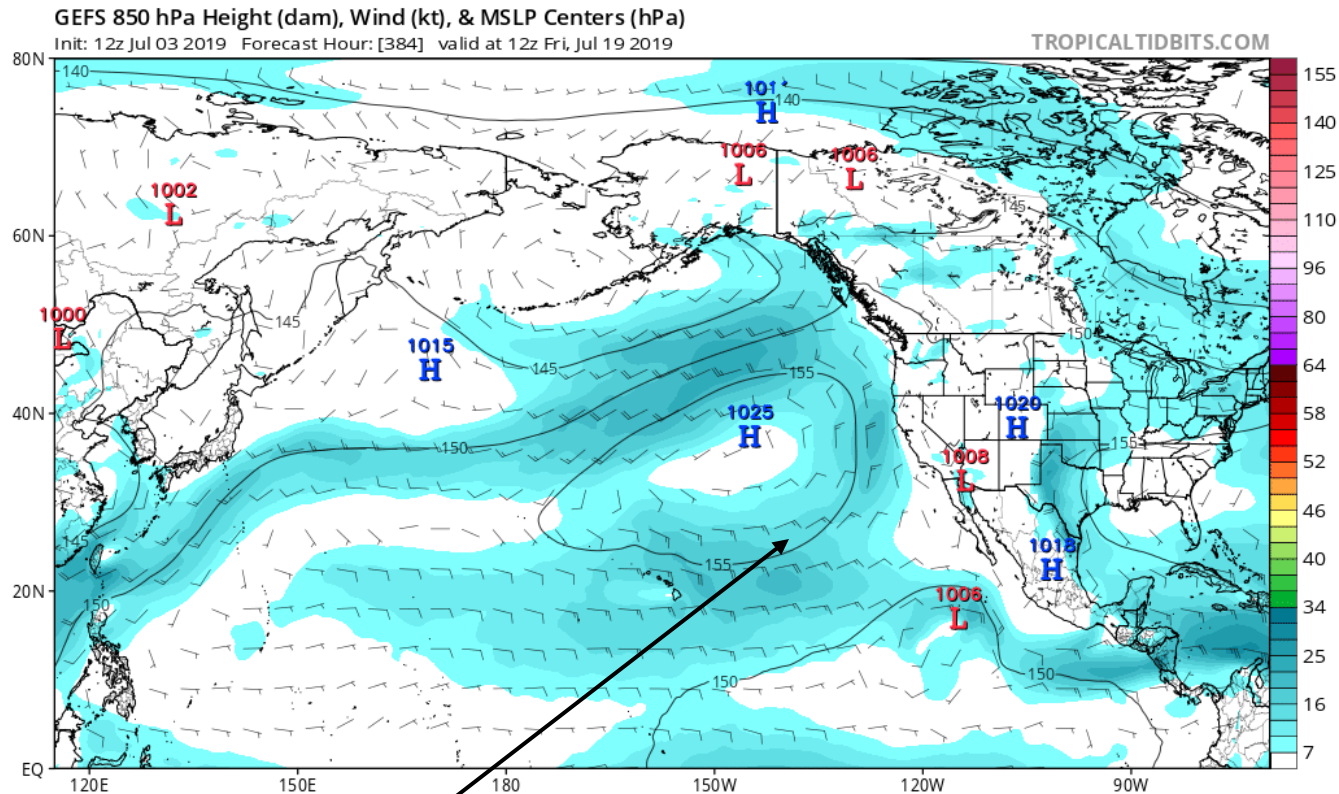 GEFS 850 hPa Height (dam), Wind (kt), & MSLP Centers (hPa)
Init: 12z Jul 03 2019 Forecast Hour: [384] valid at 12z Fri, Jul 19 2019
TROPICALTIDBITS.COM
80N
140
H
140
155
140
132
125
110
96
80
64
58
52
46
40
34
25
16
7
1006
L
1006
L
1002
L
145
60N
1000
L
145
1015
H
145
150
155
40N
1025
H
1020
H
155
1008
L
150
145
1018
H
155
20N
150
1006
L
150
150
EQ
120E
150E
180
150W
120W
90W